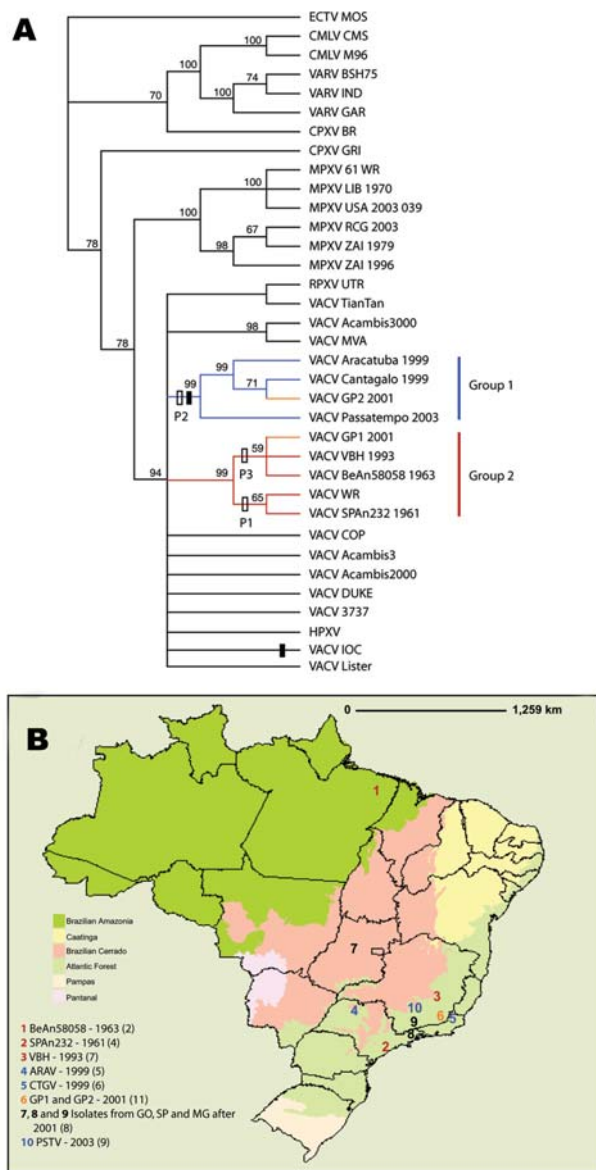 A
ECTV MOS
CMLV CMS
100
CMLV M96
100
VARV BSH75
74
VARV IND
100
70
VARV GAR
CPXV BR
CPXV GRI
MPXV 61 WR
100
MPXV LIB 1970
MPXV USA 2003 039
100
MPXV RCG 2003
67
78
MPXV ZAI 1979
98
MPXV ZAI 1996
RPXV UTR
VACV TianTan
VACV Acambis3000
98
78
VACV MVA
VACV Aracatuba 1999
99
VACV Cantagalo 1999
71
Group 1
VACV GP2 2001
P2
VACV Passatempo 2003
VACV GP1 2001
59
VACV VBH 1993
P3
99
VACV BeAn58058 1963
Group 2
94
VACV WR
65
P1
VACV SPAn232 1961
VACV COP
VACV Acambis3
VACV Acambis2000
VACV DUKE
VACV 3737
HPXV
VACV IOC
VACV Lister
B
0 1,259 km
1
7
3
4
10
6
5
9
8
2
Brazilian Amazonia
Caatinga
Brazilian Cerrado
Atlantic Forest
Pampas
Pantanal
1 BeAn58058 - 1963 (2)
2 SPAn232 - 1961 (4)
3 VBH - 1993 (7)
4 ARAV - 1999 (5)
5 CTGV - 1999 (6)
6 GP1 and GP2 - 2001 (11)
7, 8 and 9 Isolates from GO, SP and MG after
2001 (8)
10 PSTV - 2003 (9)